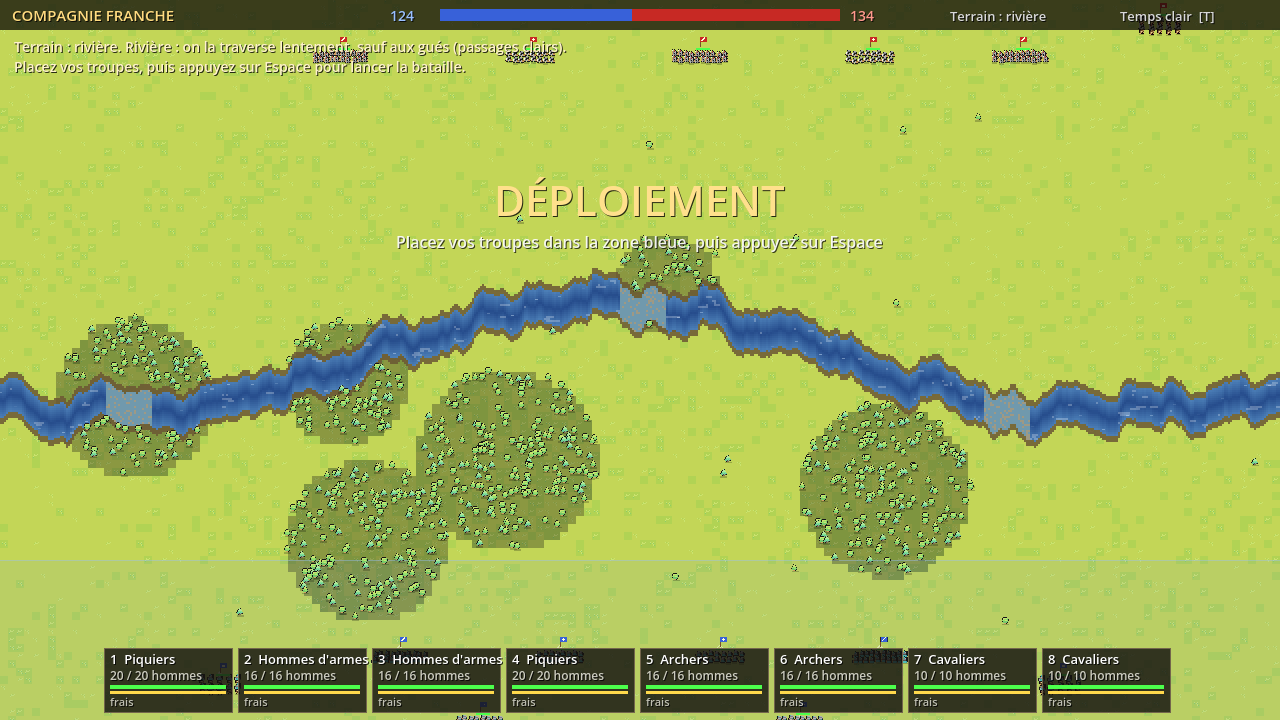 COMPAGNIE FRANCHE
124
134
Terrain : rivière
Temps clair [T]
Terrain : rivière. Rivière : on la traverse lentement, sauf aux gués (passages clairs).
Placez vos troupes, puis appuyez sur Espace pour lancer la bataille.
DÉPLOIEMENT
Placez vos troupes dans la zone bleue, puis appuyez sur Espace
1 Piquiers
20 / 20 hommes
frais
2 Hommes d'armes
16 / 16 hommes
frais
3 Hommes d'armes
16 / 16 hommes
frais
4 Piquiers
20 / 20 hommes
frais
5 Archers
16 / 16 hommes
frais
6 Archers
16 / 16 hommes
frais
7 Cavaliers
10 / 10 hommes
frais
8 Cavaliers
10 / 10 hommes
frais